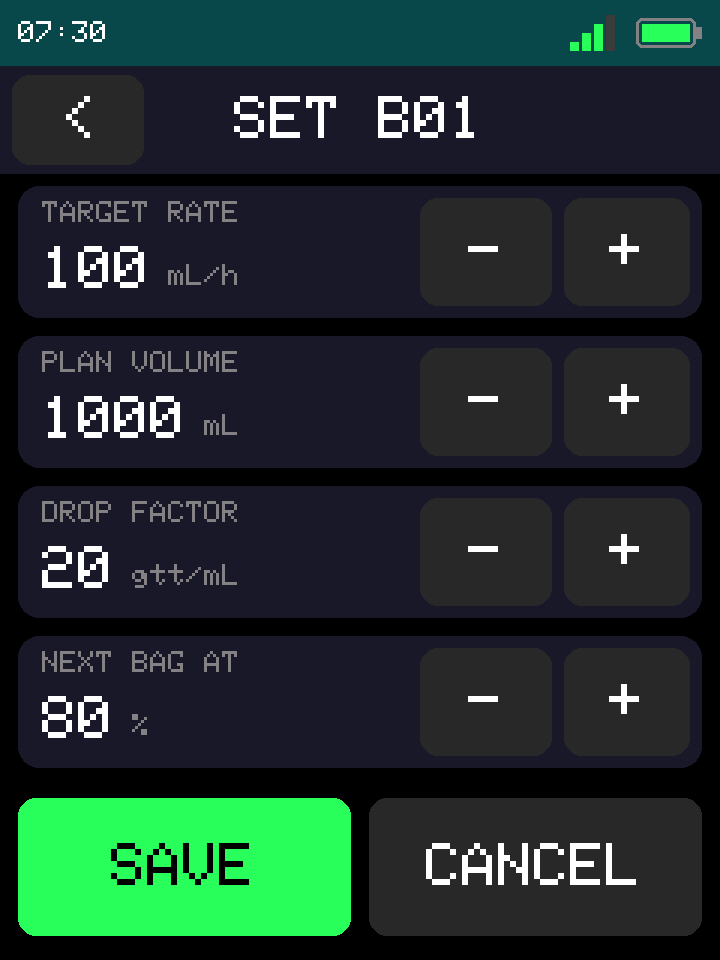 07:30
< SET B01
TARGET RATE
100 mL/h
− +
PLAN VOLUME
1000 mL
− +
DROP FACTOR
20 gtt/mL
− +
NEXT BAG AT
80 %
− +
SAVE CANCEL